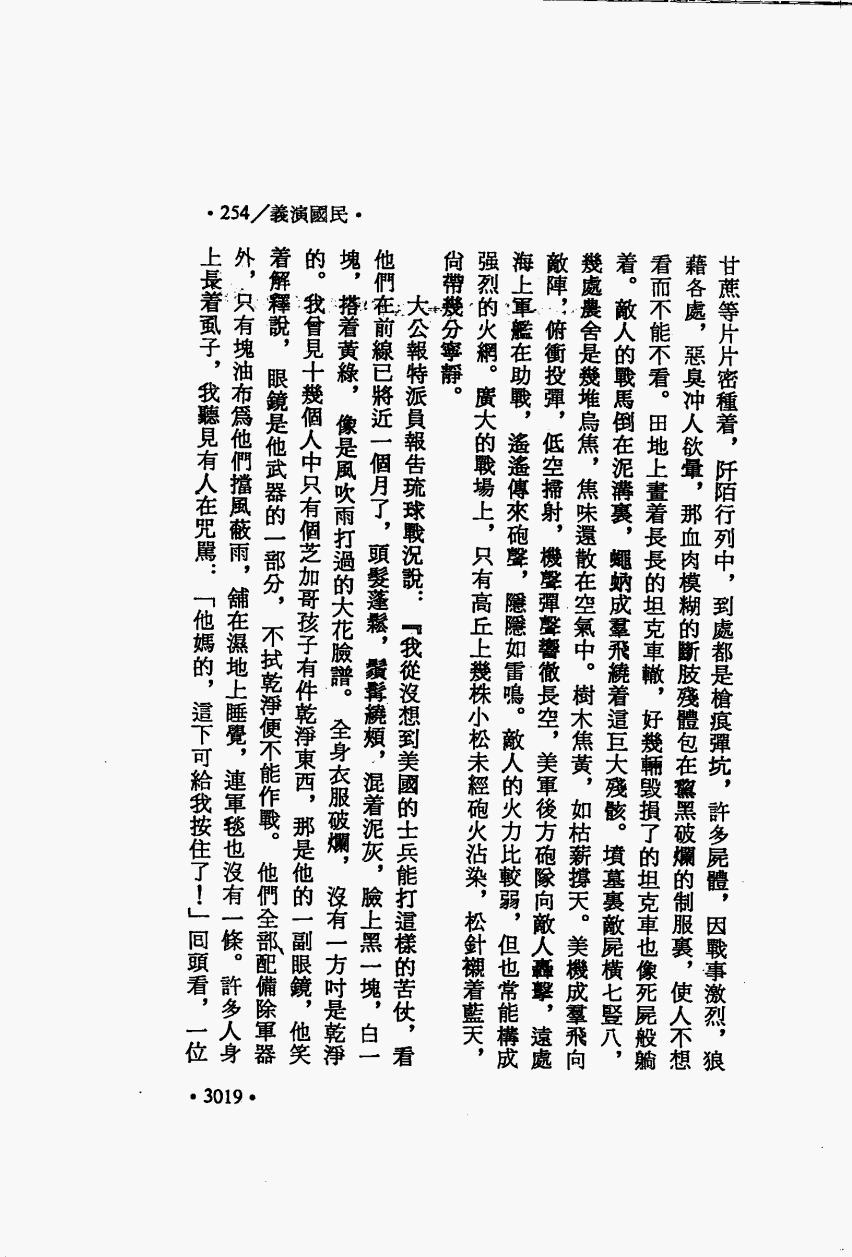 •254／義演國民•
甘蔗等片片密種着，阡陌行列中，到處都是槍痕彈坑，許多屍體，因戰事激烈，狼
藉各處，惡臭冲人欲暈，那血肉模糊的斷肢殘體包在黧黑破爛的制服裏，使人不想
看而不能不看。田地上畫着長長的坦克車轍，好幾輛毀損了的坦克車也像死屍般躺
着。敵人的戰馬倒在泥溝裏，蠅蚋成羣飛繞着這巨大殘骸。墳墓裏敵屍橫七豎八，
幾處農舍是幾堆烏焦，焦味還散在空氣中。樹木焦黃，如枯薪撐天。美機成羣飛向
敵陣，俯衝投彈，低空掃射，機聲彈聲響徹長空，美軍後方砲隊向敵人轟擊，遠處
海上軍艦在助戰，遙遙傳來砲聲，隱隱如雷鳴。敵人的火力比較弱，但也常能構成
强烈的火網。廣大的戰場上，只有高丘上幾株小松未經砲火沾染，松針襯着藍天，
尙帶幾分寧靜。
大公報特派員報告琉球戰況說：『我從沒想到美國的士兵能打這樣的苦仗，看
他們在前線已將近一個月了，頭髮蓬鬆，鬚髯繞頰，混着泥灰，臉上黑一塊，白一
塊，搭着黃綠，像是風吹雨打過的大花臉譜。全身衣服破爛，沒有一方吋是乾淨
的。我曾見十幾個人中只有個芝加哥孩子有件乾淨東西，那是他的一副眼鏡，他笑
着解釋說，眼鏡是他武器的一部分，不拭乾淨便不能作戰。他們全部配備除軍器
外，只有塊油布爲他們擋風蔽雨，舖在濕地上睡覺，連軍毯也沒有一條。許多人身
上長着虱子，我聽見有人在咒罵：「他媽的，這下可給我按住了！」回頭看，一位
•3019•